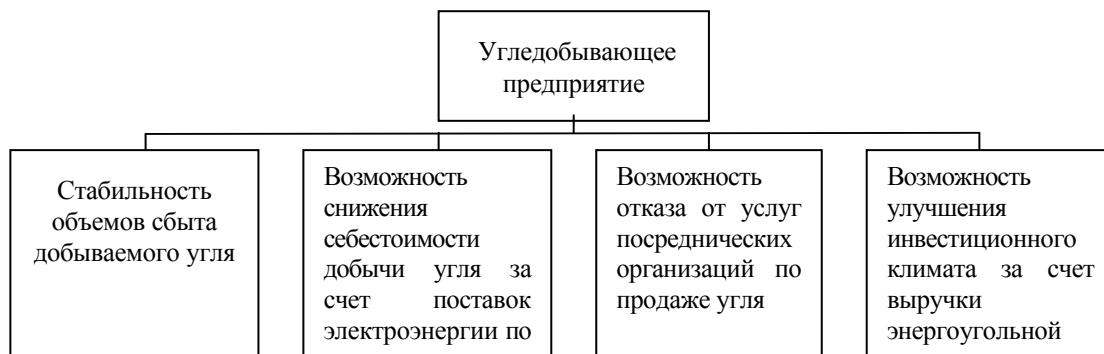 Угледобывающее
предприятие
Стабильность
объемов сбыта
добываемого угля
Возможность
снижения
себестоимости
добычи угля за
счет поставок
электроэнергии по
Возможность
отказа от услуг
посреднических
организаций по
продаже угля
Возможность
улучшения
инвестиционного
климата за счет
выручки
энергоугольной